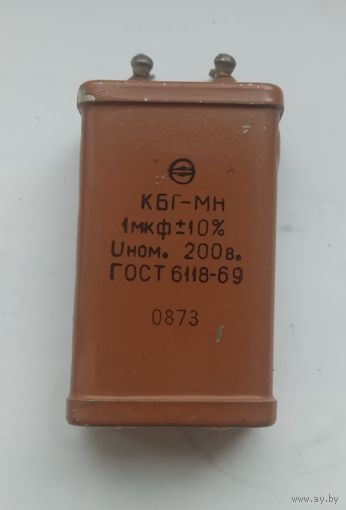 КБГ-МН
1мкф±10%
Uном. 200в.
ГОСТ 6118-69
0873
www.ay.by